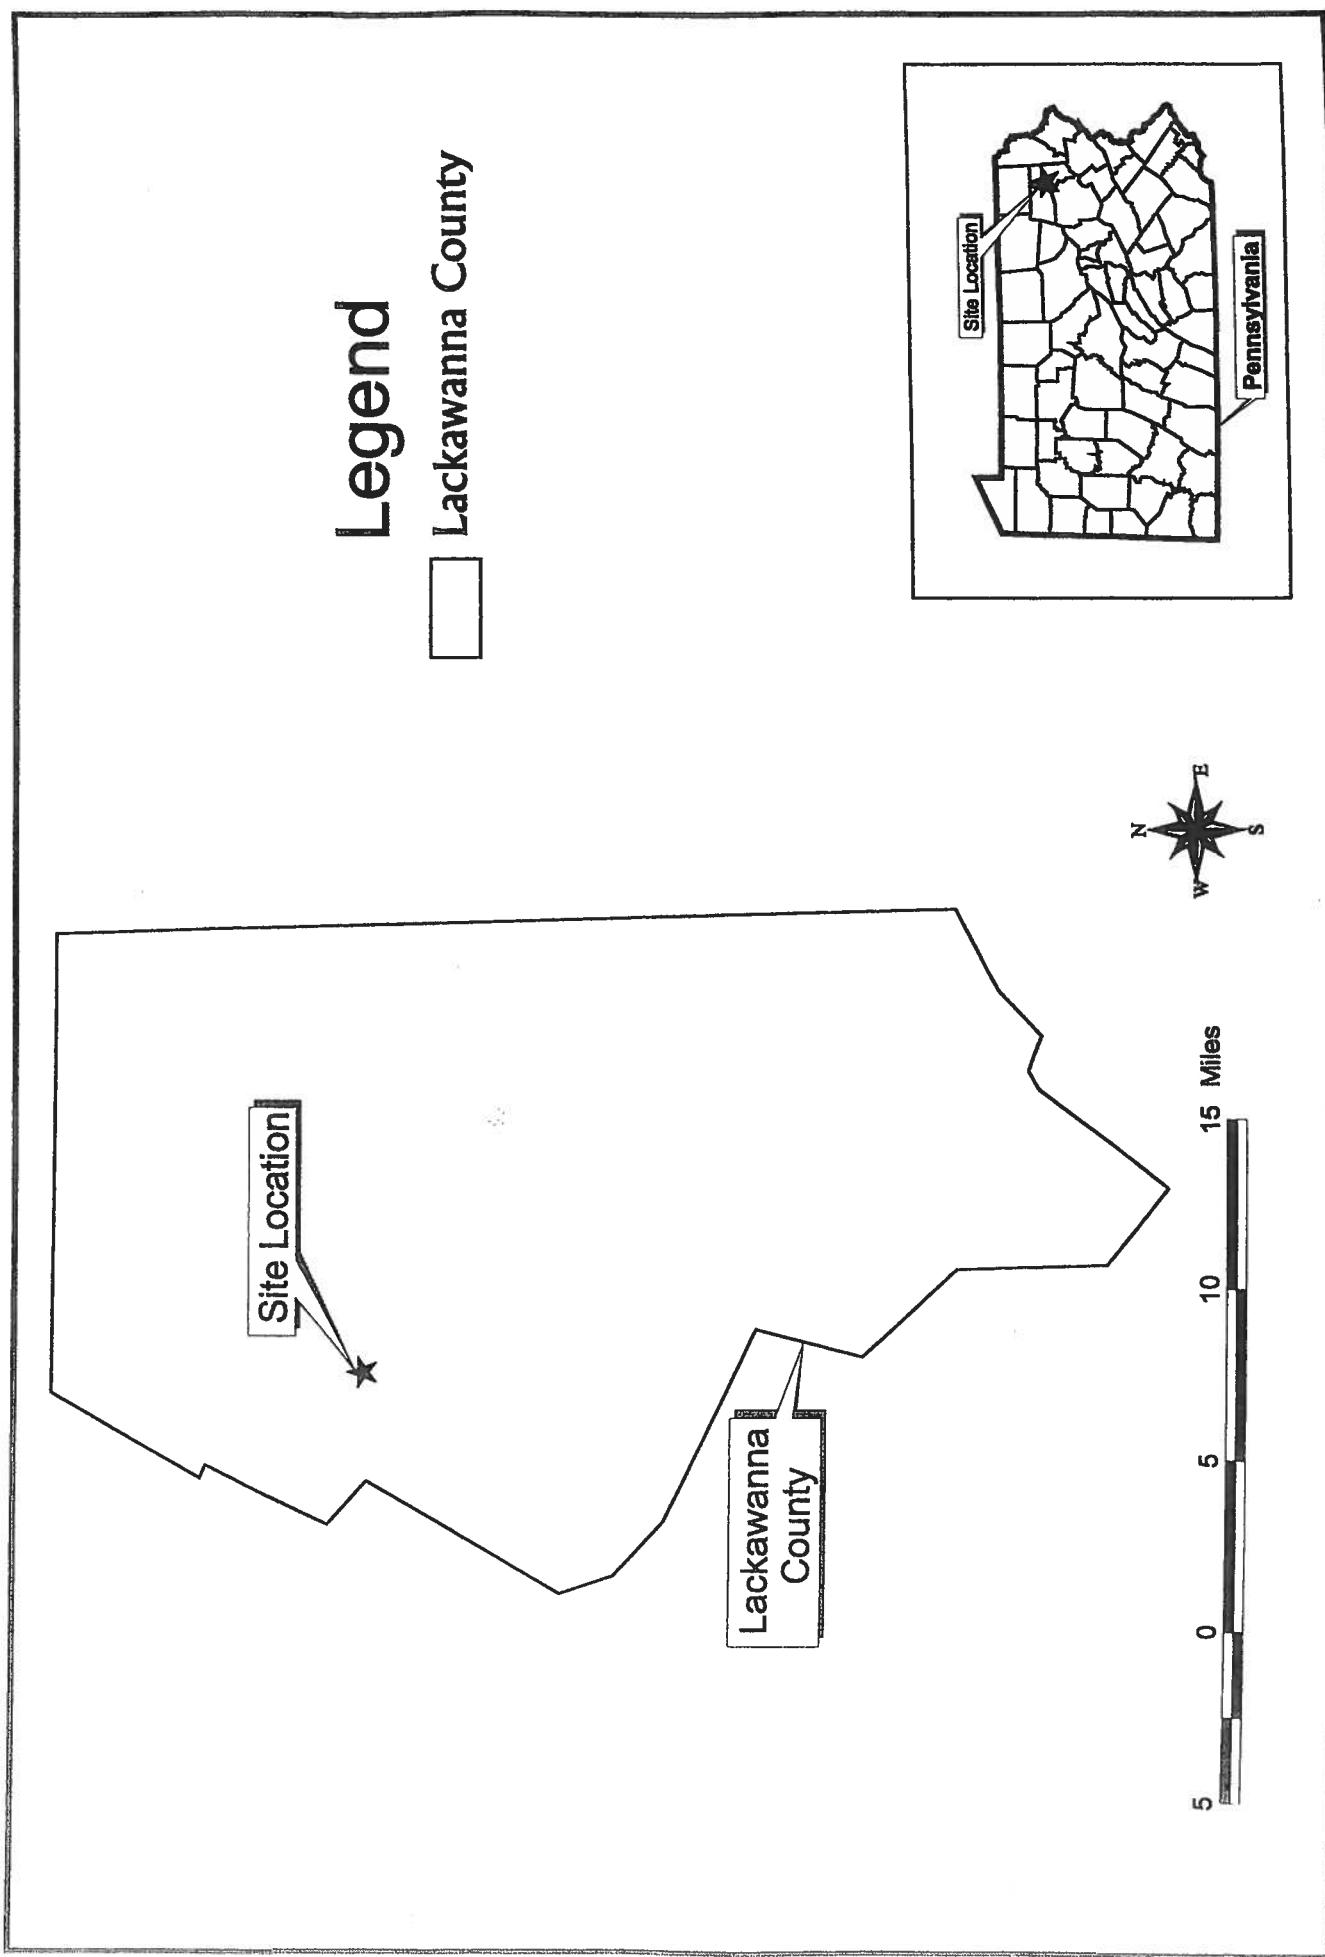 Site Location
Lackawanna
County
5 0 5 10 15 Miles
N
W E
S
Legend
Lackawanna County
Site Location
Pennsylvania